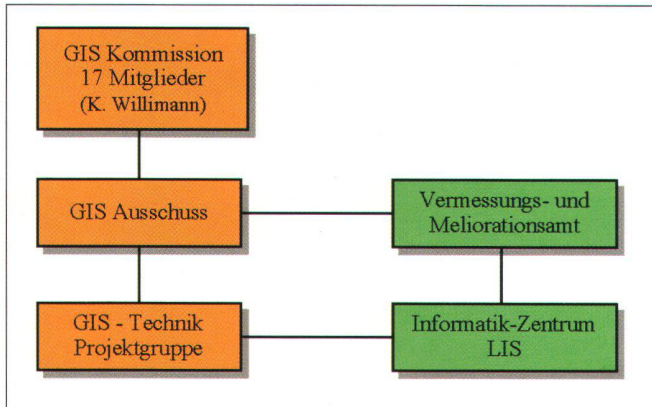 GIS Kommission
17 Mitglieder
(K. Willimann)
GIS Ausschuss
Vermessungs- und
Meliorationsamt
GIS - Technik
Projektgruppe
Informatik-Zentrum
LIS